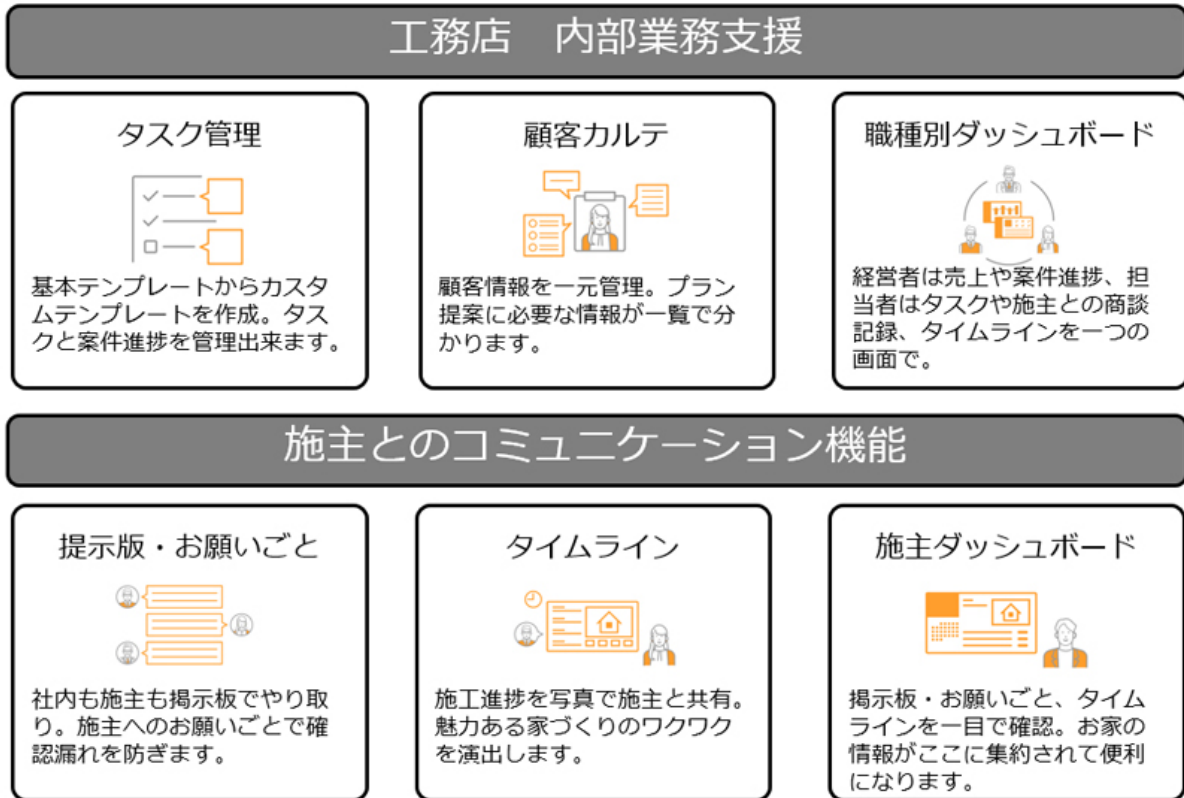 工務店　内部業務支援
タスク管理
基本テンプレートからカスタ
ムテンプレートを作成。タス
クと案件進捗を管理出来ます。
顧客カルテ
顧客情報を一元管理。プラン
提案に必要な情報が一覧で分
かります。
職種別ダッシュボード
経営者は売上や案件進捗、担
当者はタスクや施主との商談
記録、タイムラインを一つの
画面で。
施主とのコミュニケーション機能
提示版・お願いごと
社内も施主も掲示板でやり取
り。施主へのお願いごとで確
認漏れを防ぎます。
タイムライン
施工進捗を写真で施主と共有。
魅力ある家づくりのワクワク
を演出します。
施主ダッシュボード
掲示板・お願いごと、タイム
ラインを一目で確認。お家の
情報がここに集約されて便利
になります。